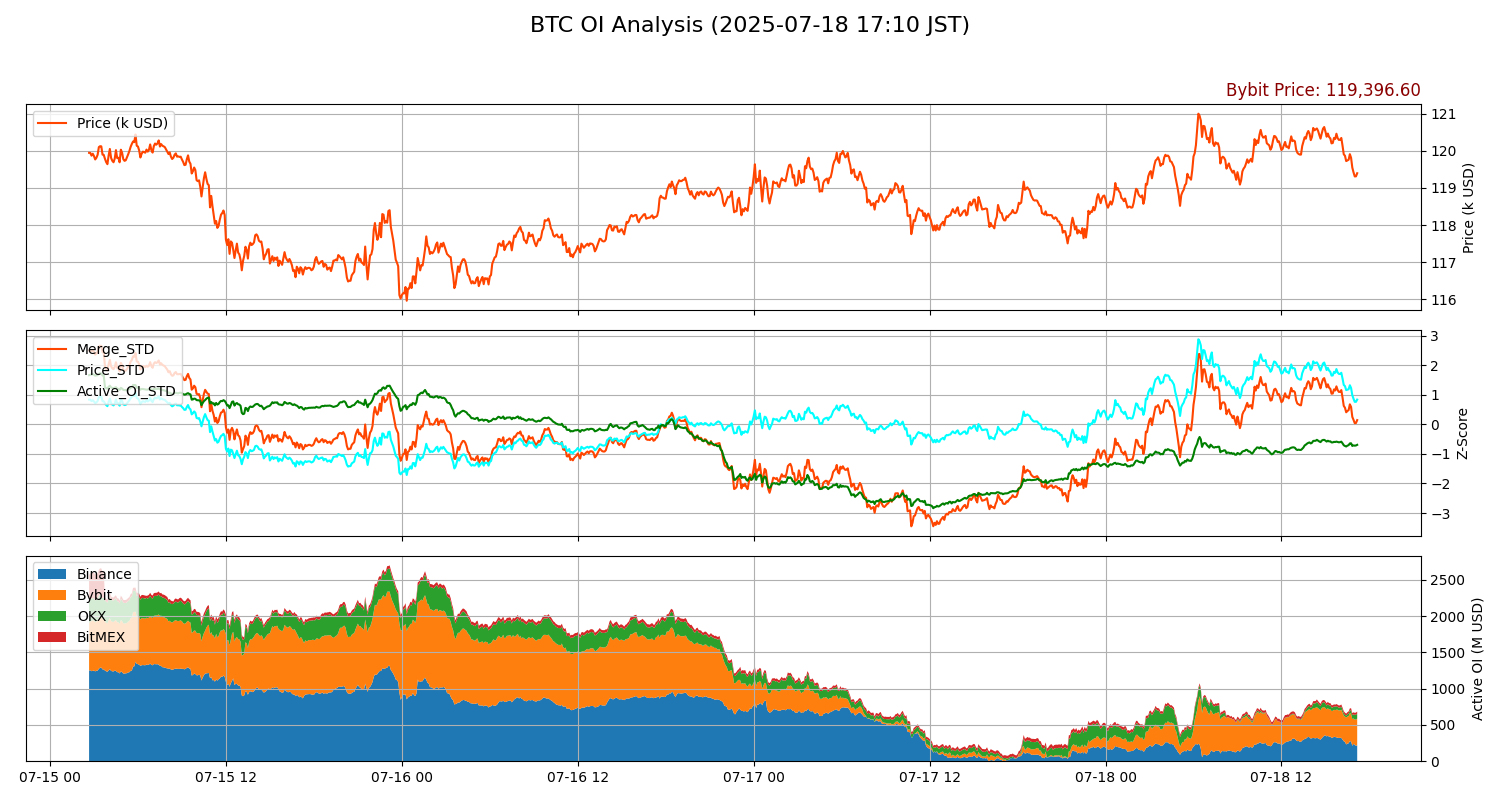 BTC OI Analysis (2025-07-18 17:10 JST)
Bybit Price: 119,396.60
Price (k USD)
121
120
119
118
117
116
Price (k USD)
Merge_STD
Price_STD
Active_OI_STD
3
2
1
0
−1
−2
−3
Z-Score
Binance
Bybit
OKX
BitMEX
2500
2000
1500
1000
500
0
Active OI (M USD)
07-15 00
07-15 12
07-16 00
07-16 12
07-17 00
07-17 12
07-18 00
07-18 12